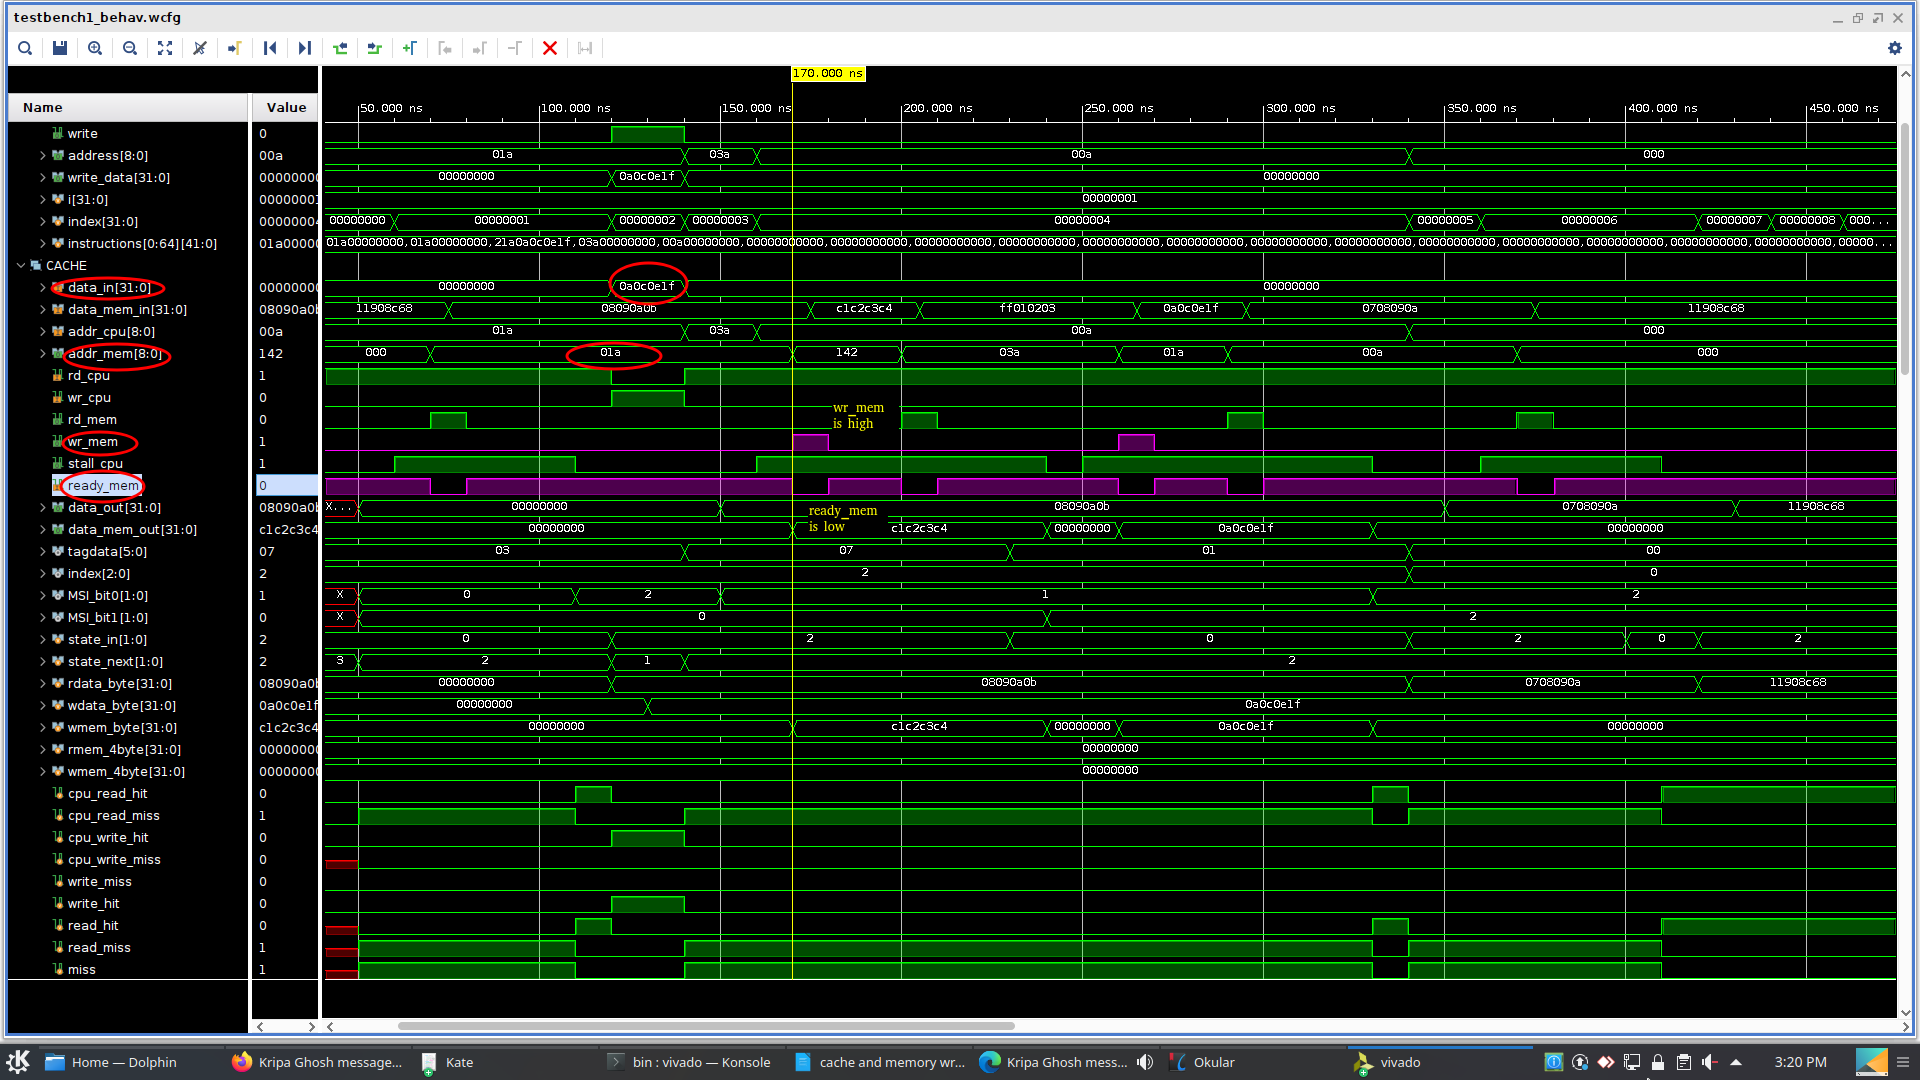 testbench1_behav.wcfg
170.000 ns
Name Value
50.000 ns 100.000 ns 150.000 ns 200.000 ns 250.000 ns 300.000 ns 350.000 ns 400.000 ns 450.000 ns
write 0
address[8:0] 00a 01a 03a 00a 000
write_data[31:0] 00000000 00000000 0a0c0e1f 00000000
i[31:0] 00000001 00000001
index[31:0] 00000004 00000000 00000001 00000002 00000003 00000004 00000005 00000006 00000007 00000008 000...
instructions[0:64][41:0] 01a0000 01a00000000,01a00000000,21a0a0c0e1f,03a00000000,00a00000000,00000000000,00000000000,00000000000,00000000000,00000000000,00000000000,00000000000,00000000000,00000000000,00000000000,00000000000,00000000000,00000000000,00000...
CACHE
data_in[31:0] 00000000 00000000 0a0c0e1f 00000000
data_mem_in[31:0] 08090a0b 11908c68 08090a0b c1c2c3c4 ff010203 0a0c0e1f 0708090a 11908c68
addr_cpu[8:0] 00a 01a 03a 00a 000
addr_mem[8:0] 142 000 01a 142 03a 01a 00a 000
rd_cpu 1
wr_cpu 0
wr_mem
rd_mem 0
is high
wr_mem 1
stall_cpu 1
ready_mem 0
data_out[31:0] 08090a0b X... 00000000 08090a0b 0708090a 11908c68
ready_mem
is low
data_mem_out[31:0] c1c2c3c4 00000000 c1c2c3c4 00000000 0a0c0e1f 00000000
tagdata[5:0] 07 03 07 01 00
index[2:0] 2 2 0
MSI_bit0[1:0] 1 X 0 2 1 2
MSI_bit1[1:0] 0 X 0 2
state_in[1:0] 2 0 2 0 2 0 2
state_next[1:0] 2 3 2 1 2
rdata_byte[31:0] 08090a0b 00000000 08090a0b 0708090a 11908c68
wdata_byte[31:0] 0a0c0e1f 00000000 0a0c0e1f
wmem_byte[31:0] c1c2c3c4 00000000 c1c2c3c4 00000000 0a0c0e1f 00000000
rmem_4byte[31:0] 00000000 00000000
wmem_4byte[31:0] 00000000 00000000
cpu_read_hit 0
cpu_read_miss 1
cpu_write_hit 0
cpu_write_miss 0
write_miss 0
write_hit 0
read_hit 0
read_miss 1
miss 1
Home — Dolphin Kripa Ghosh message... Kate bin : vivado — Konsole cache and memory wr... Kripa Ghosh mess... Okular vivado 3:20 PM